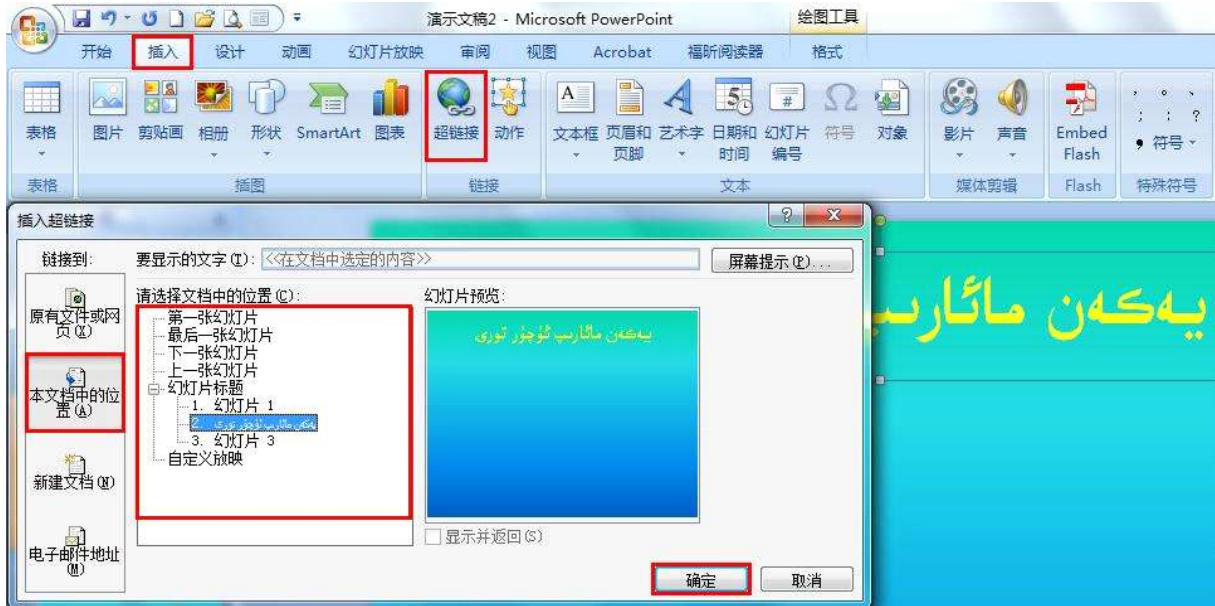 演示文稿2 - Microsoft PowerPoint
绘图工具
开始 插入 设计 动画 幻灯片放映 审阅 视图 Acrobat 福昕阅读器 格式
表格 图片 剪贴画 相册 形状 SmartArt 图表 超链接 动作 文本框 页眉和页脚 艺术字 日期和时间 幻灯片编号 符号 对象 影片 声音 Embed Flash 符号
表格 插图 链接 文本 媒体剪辑 Flash 特殊符号
插入超链接
链接到:
要显示的文字(T): <<在文档中选定的内容>>
屏幕提示(P)...
原有文件或网页(X)
本文档中的位置(A)
新建文档(N)
电子邮件地址(M)
请选择文档中的位置(C):
第一张幻灯片
最后一张幻灯片
下一张幻灯片
上一张幻灯片
幻灯片标题
1. 幻灯片 1
2. يەكەن مائارىپ ئۇچۇر تورى
3. 幻灯片 3
自定义放映
幻灯片预览:
يەكەن مائارىپ ئۇچۇر تورى
显示并返回(S)
确定
取消
يەكەن مائارىپ